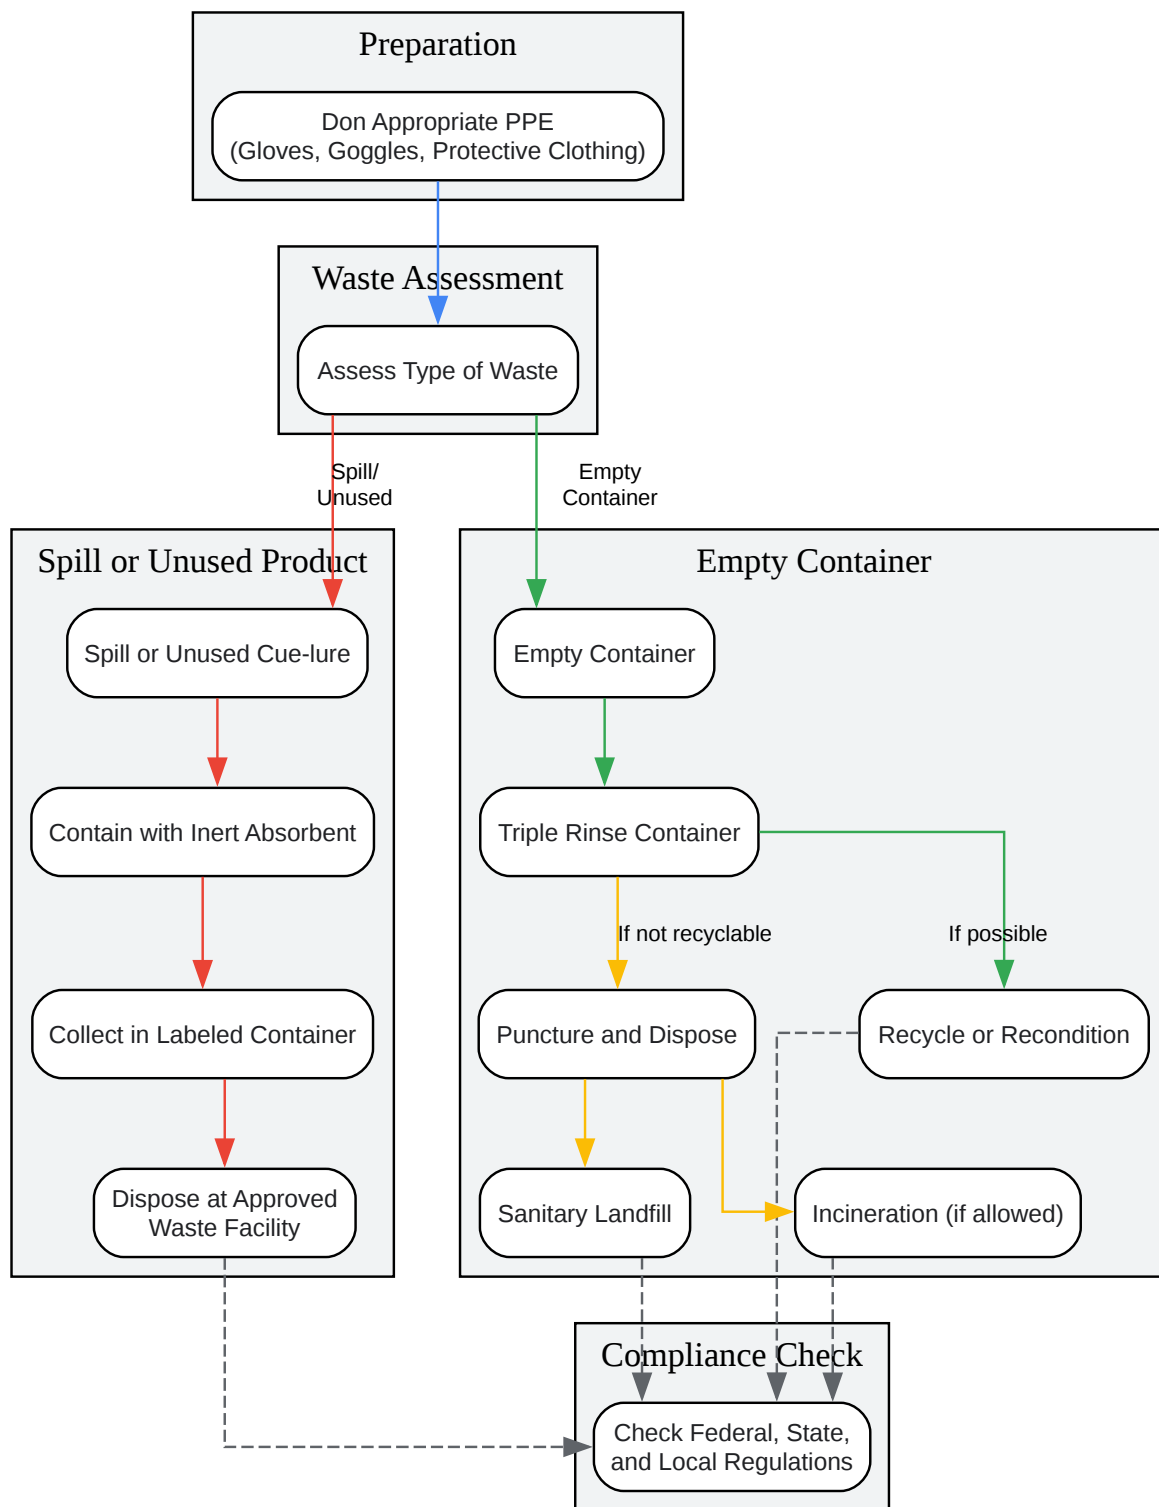 Preparation
Don Appropriate PPE
(Gloves, Goggles, Protective Clothing)
Waste Assessment
Assess Type of Waste
Spill/
Unused
Empty
Container
Spill or Unused Product
Empty Container
Spill or Unused Cue-lure
Empty Container
Contain with Inert Absorbent
Triple Rinse Container
If not recyclable
If possible
Collect in Labeled Container
Puncture and Dispose
Recycle or Recondition
Dispose at Approved
Waste Facility
Sanitary Landfill
Incineration (if allowed)
Compliance Check
Check Federal, State,
and Local Regulations